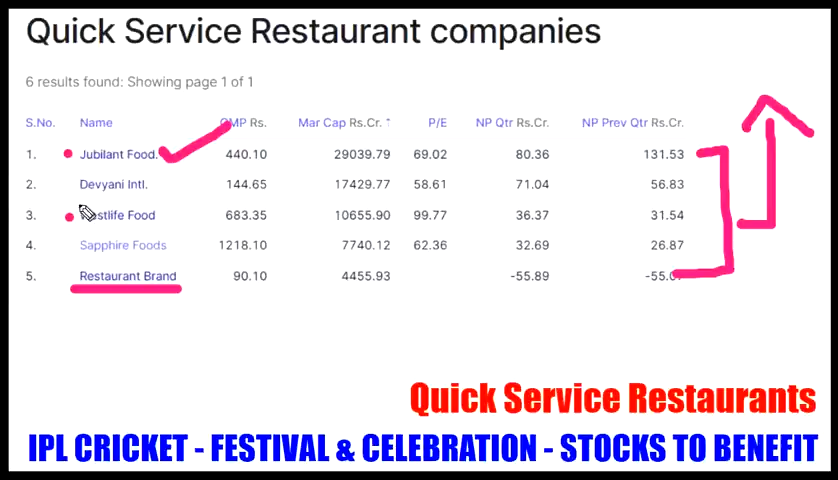 Quick Service Restaurant companies
6 results found: Showing page 1 of 1
S.No. Name CMP Rs. Mar Cap Rs.Cr. ↑ P/E NP Qtr Rs.Cr. NP Prev Qtr Rs.Cr.
1. Jubilant Food. 440.10 29039.79 69.02 80.36 131.53
2. Devyani Intl. 144.65 17429.77 58.61 71.04 56.83
3. Food 683.35 10655.90 99.77 36.37 31.54
4. Sapphire Foods 1218.10 7740.12 62.36 32.69 26.87
5. Restaurant Brand 90.10 4455.93 -55.89
Quick Service Restaurants
IPL CRICKET - FESTIVAL & CELEBRATION - STOCKS TO BENEFIT